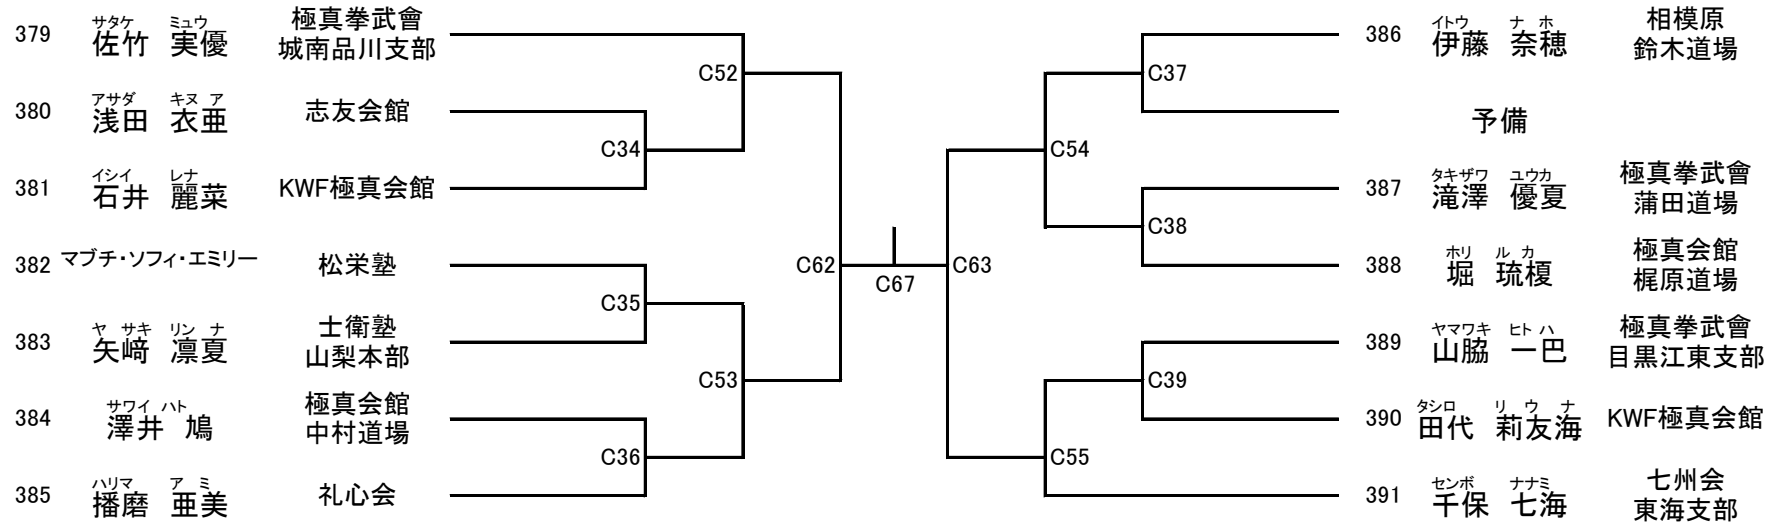 サタケ ミュウ
379 佐竹 実優 極真拳武會
城南品川支部
C52
アサダ キヌ ア
380 浅田 衣亜 志友会館
C34
イシイ レナ
381 石井 麗菜 KWF極真会館
382 マブチ・ソフィ・エミリー 松栄塾
C62
C35
ヤ サキ リン ナ
383 矢﨑 凛夏 士衛塾
山梨本部
C53
サワイ ハト
384 澤井 鳩 極真会館
中村道場
C36
ハリマ ア ミ
385 播磨 亜美 礼心会
C67
イトウ ナ ホ
386 伊藤 奈穂 相模原
鈴木道場
C37
予備
C54
タキザワ ユウカ
387 滝澤 優夏 極真拳武會
蒲田道場
C38
ホリ ル カ
388 堀 琉榎 極真会館
梶原道場
C63
ヤマワキ ヒト ハ
389 山脇 一巴 極真拳武會
目黒江東支部
C39
タシロ リ ウ ナ
390 田代 莉友海 KWF極真会館
C55
センボ ナナミ
391 千保 七海 七州会
東海支部